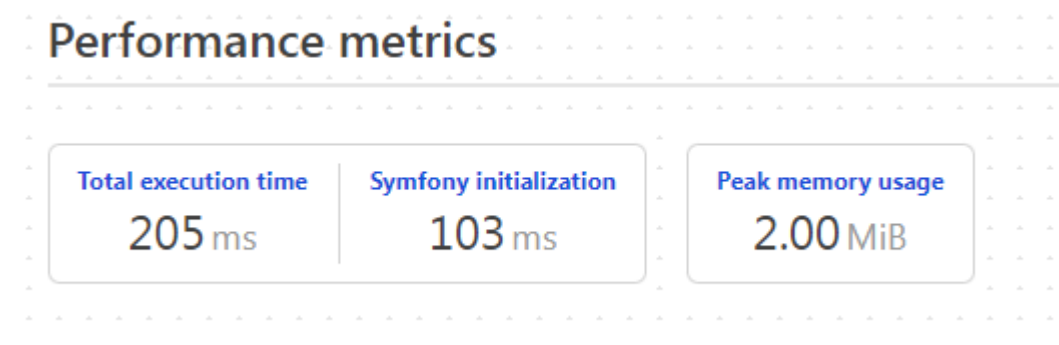 Performance metrics
Total execution time Symfony initialization Peak memory usage
205 ms 103 ms 2.00 MiB